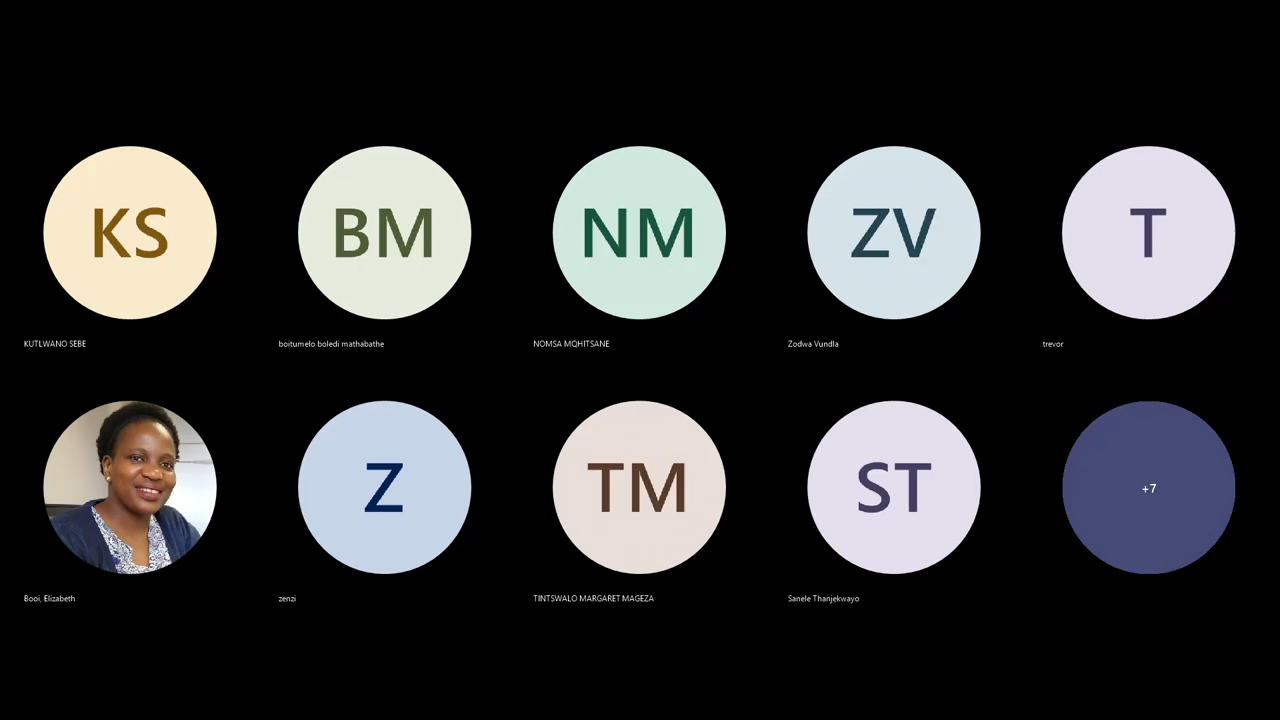 KS
BM
NM
ZV
T
KUTLWANO SEBE
boitumelo boledi mathabathe
NOMSA MQHITSANE
Zodwa Vundla
trevor
Z
TM
ST
+7
Booi, Elizabeth
zenzi
TINTSWALO MARGARET MAGEZA
Sanele Thanjekwayo